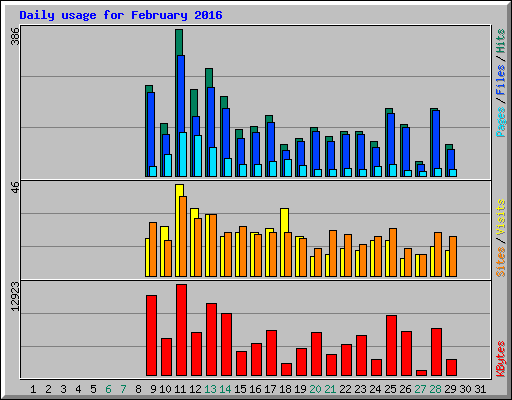 Daily usage for February 2016
386
46
12923
Pages / Files / Hits
Sites / Visits
KBytes
1 2 3 4 5 6 7 8 9 10 11 12 13 14 15 16 17 18 19 20 21 22 23 24 25 26 27 28 29 30 31